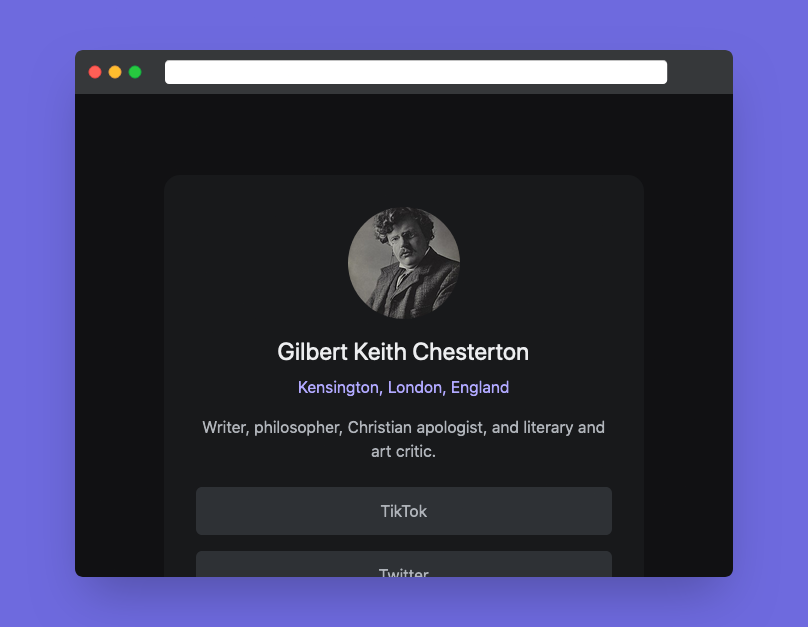 Gilbert Keith Chesterton
Kensington, London, England
Writer, philosopher, Christian apologist, and literary and
art critic.
TikTok
Twitter